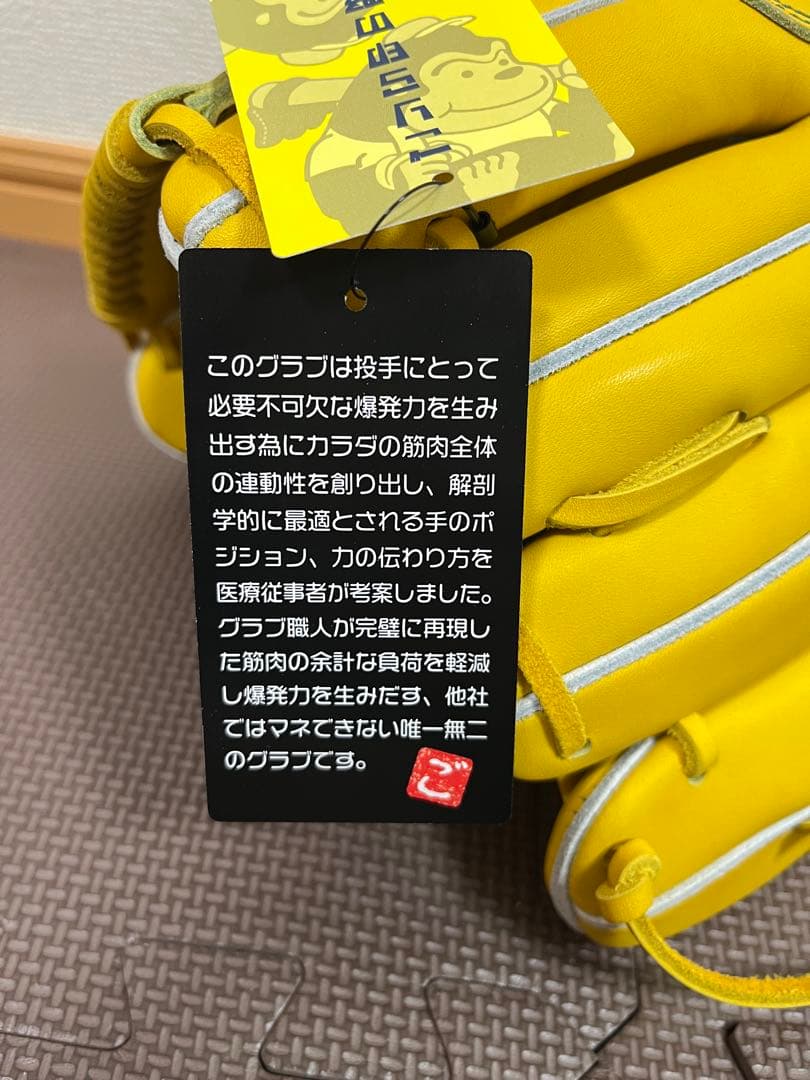 このグラブは投手にとって
必要不可欠な爆発力を生み
出す為にカラダの筋肉全体
の連動性を創り出し、解剖
学的に最適とされる手のポ
ジション、力の伝わり方を
医療従事者が考案しました。
グラブ職人が完璧に再現し
た筋肉の余計な負荷を軽減
し爆発力を生みだす、他社
ではマネできない唯一無二
のグラブです。